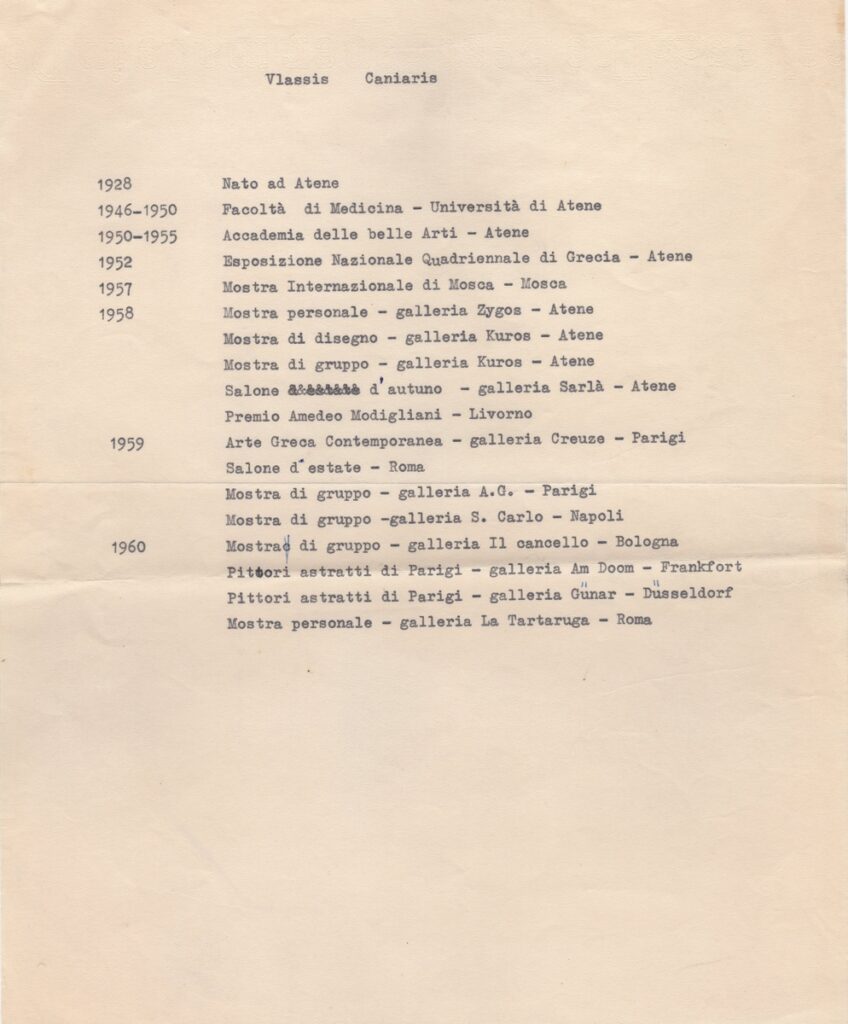 Vlassis Caniaris
1928 Nato ad Atene
1946-1950 Facoltà di Medicina - Università di Atene
1950-1955 Accademia delle belle Arti - Atene
1952 Esposizione Nazionale Quadriennale di Grecia - Atene
1957 Mostra Internazionale di Mosca - Mosca
1958 Mostra personale - galleria Zygos - Atene
Mostra di disegno - galleria Kuros - Atene
Mostra di gruppo - galleria Kuros - Atene
Salone d'autuno - galleria Sarlà - Atene
Premio Amedeo Modigliani - Livorno
1959 Arte Greca Contemporanea - galleria Creuze - Parigi
Salone d'estate - Roma
Mostra di gruppo - galleria A.G. - Parigi
Mostra di gruppo -galleria S. Carlo - Napoli
1960 Mostra di gruppo - galleria Il cancello - Bologna
Pittori astratti di Parigi - galleria Am Doom - Frankfort
Pittori astratti di Parigi - galleria Günar - Düsseldorf
Mostra personale - galleria La Tartaruga - Roma